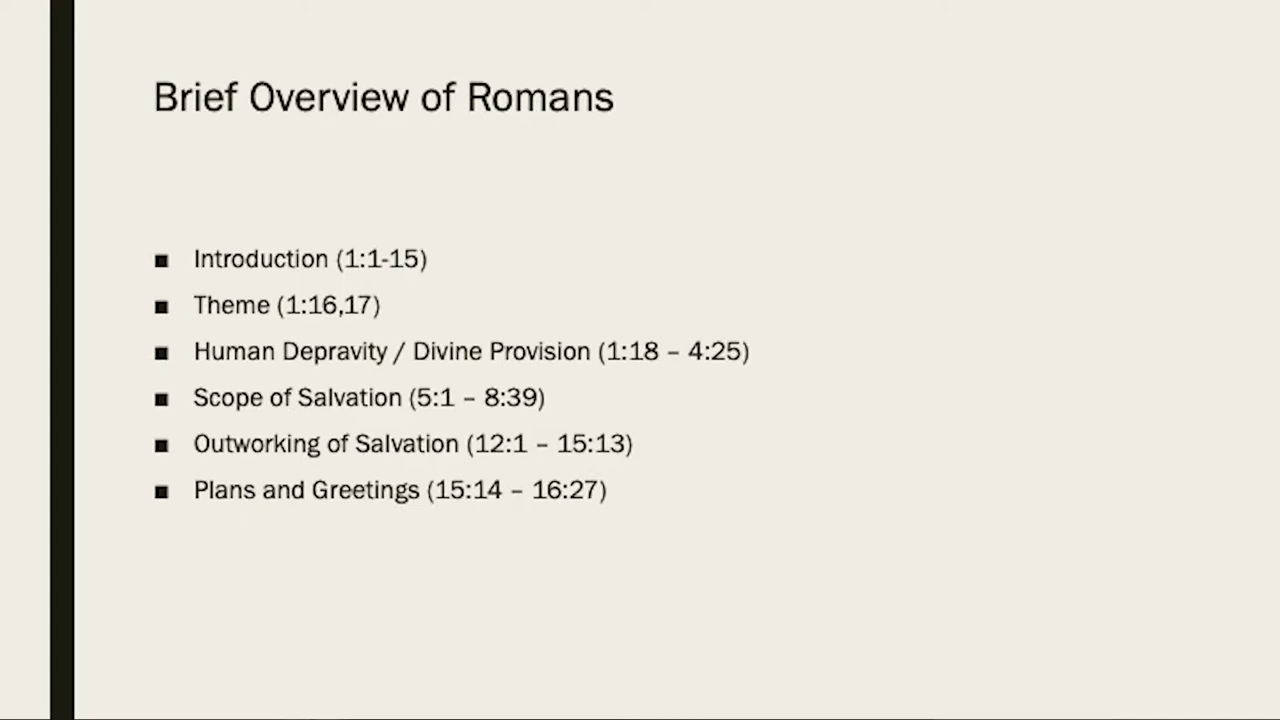 Brief Overview of Romans
■ Introduction (1:1-15)
■ Theme (1:16,17)
■ Human Depravity / Divine Provision (1:18 – 4:25)
■ Scope of Salvation (5:1 – 8:39)
■ Outworking of Salvation (12:1 – 15:13)
■ Plans and Greetings (15:14 – 16:27)